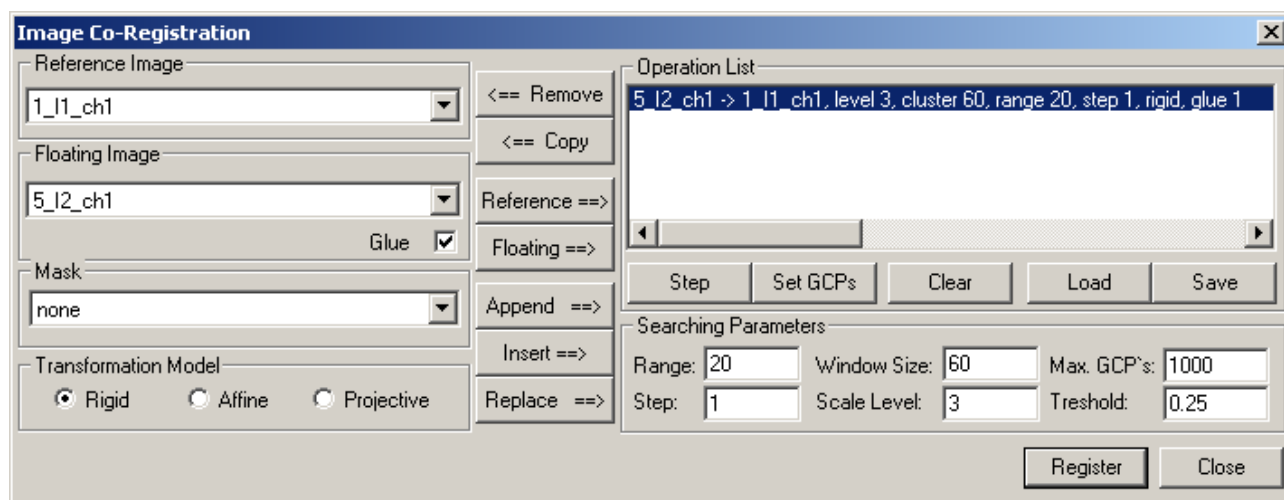 Image Co-Registration
Reference Image
1_I1_ch1
Floating Image
5_I2_ch1
Glue
Mask
none
Transformation Model
Rigid Affine Projective
<== Remove
<== Copy
Reference ==>
Floating ==>
Append ==>
Insert ==>
Replace ==>
Operation List
5_I2_ch1 -> 1_I1_ch1, level 3, cluster 60, range 20, step 1, rigid, glue 1
Step Set GCPs Clear Load Save
Searching Parameters
Range: 20 Window Size: 60 Max. GCP`s: 1000
Step: 1 Scale Level: 3 Treshold: 0.25
Register Close